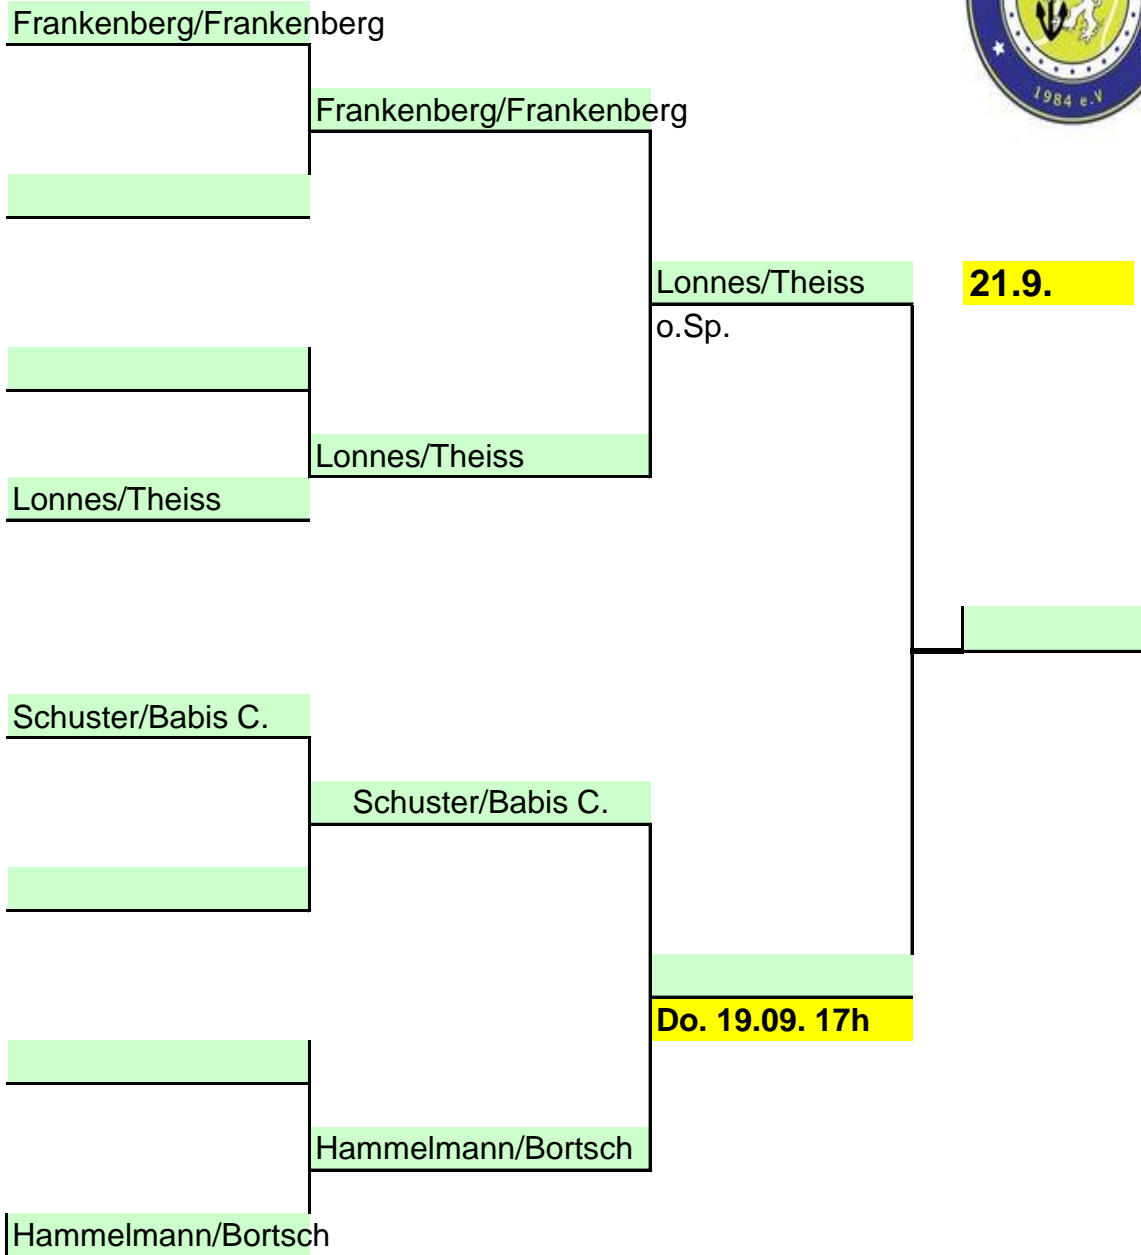 Frankenberg/Frankenberg
1984 e.V
Frankenberg/Frankenberg
Lonnes/Theiss
21.9.
o.Sp.
Lonnes/Theiss
Lonnes/Theiss
Schuster/Babis C.
Schuster/Babis C.
Do. 19.09. 17h
Hammelmann/Bortsch
Hammelmann/Bortsch